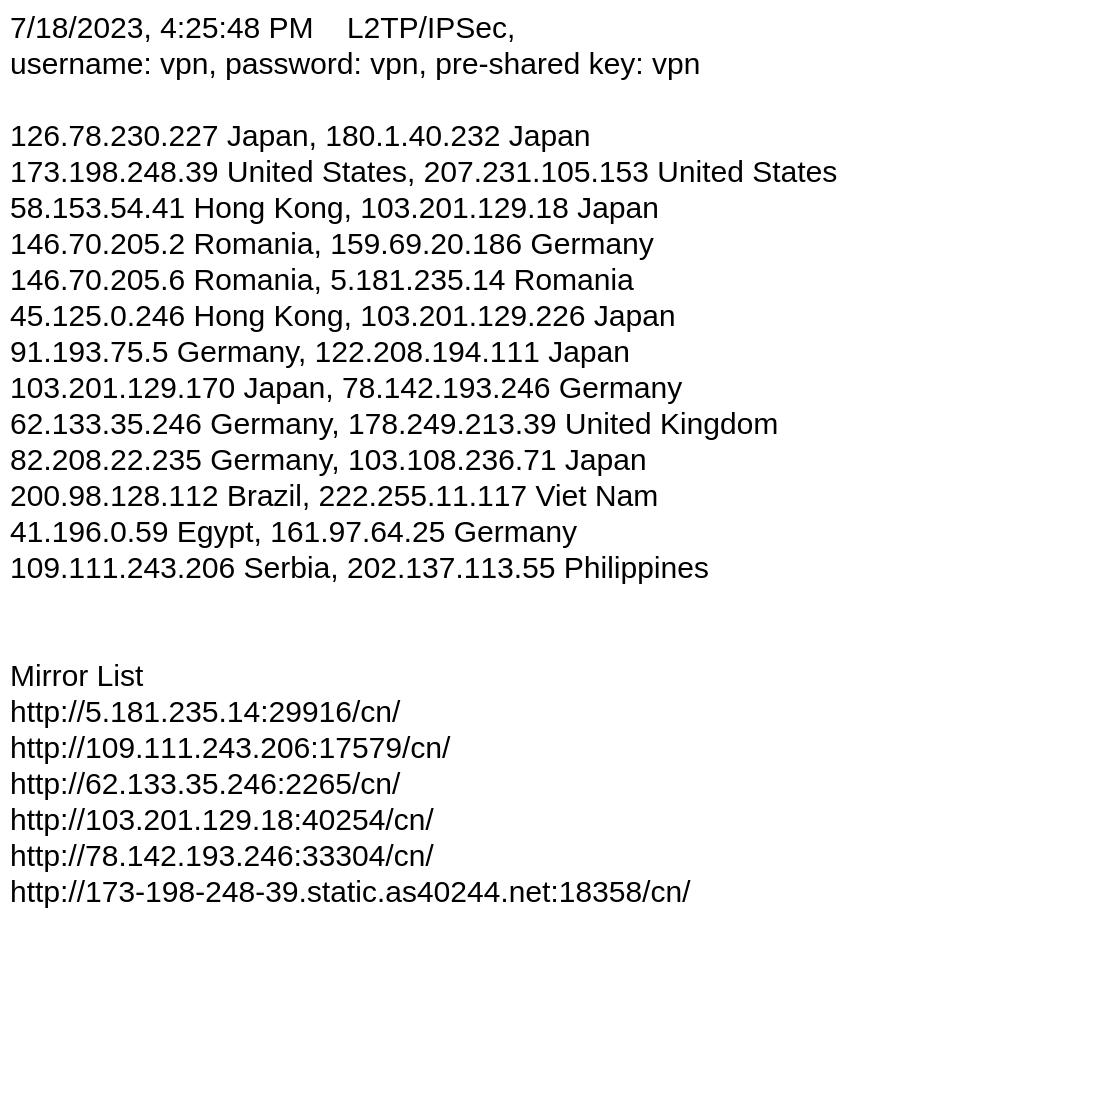 7/18/2023, 4:25:48 PM    L2TP/IPSec,
username: vpn, password: vpn, pre-shared key: vpn
126.78.230.227 Japan, 180.1.40.232 Japan
173.198.248.39 United States, 207.231.105.153 United States
58.153.54.41 Hong Kong, 103.201.129.18 Japan
146.70.205.2 Romania, 159.69.20.186 Germany
146.70.205.6 Romania, 5.181.235.14 Romania
45.125.0.246 Hong Kong, 103.201.129.226 Japan
91.193.75.5 Germany, 122.208.194.111 Japan
103.201.129.170 Japan, 78.142.193.246 Germany
62.133.35.246 Germany, 178.249.213.39 United Kingdom
82.208.22.235 Germany, 103.108.236.71 Japan
200.98.128.112 Brazil, 222.255.11.117 Viet Nam
41.196.0.59 Egypt, 161.97.64.25 Germany
109.111.243.206 Serbia, 202.137.113.55 Philippines
Mirror List
http://5.181.235.14:29916/cn/
http://109.111.243.206:17579/cn/
http://62.133.35.246:2265/cn/
http://103.201.129.18:40254/cn/
http://78.142.193.246:33304/cn/
http://173-198-248-39.static.as40244.net:18358/cn/